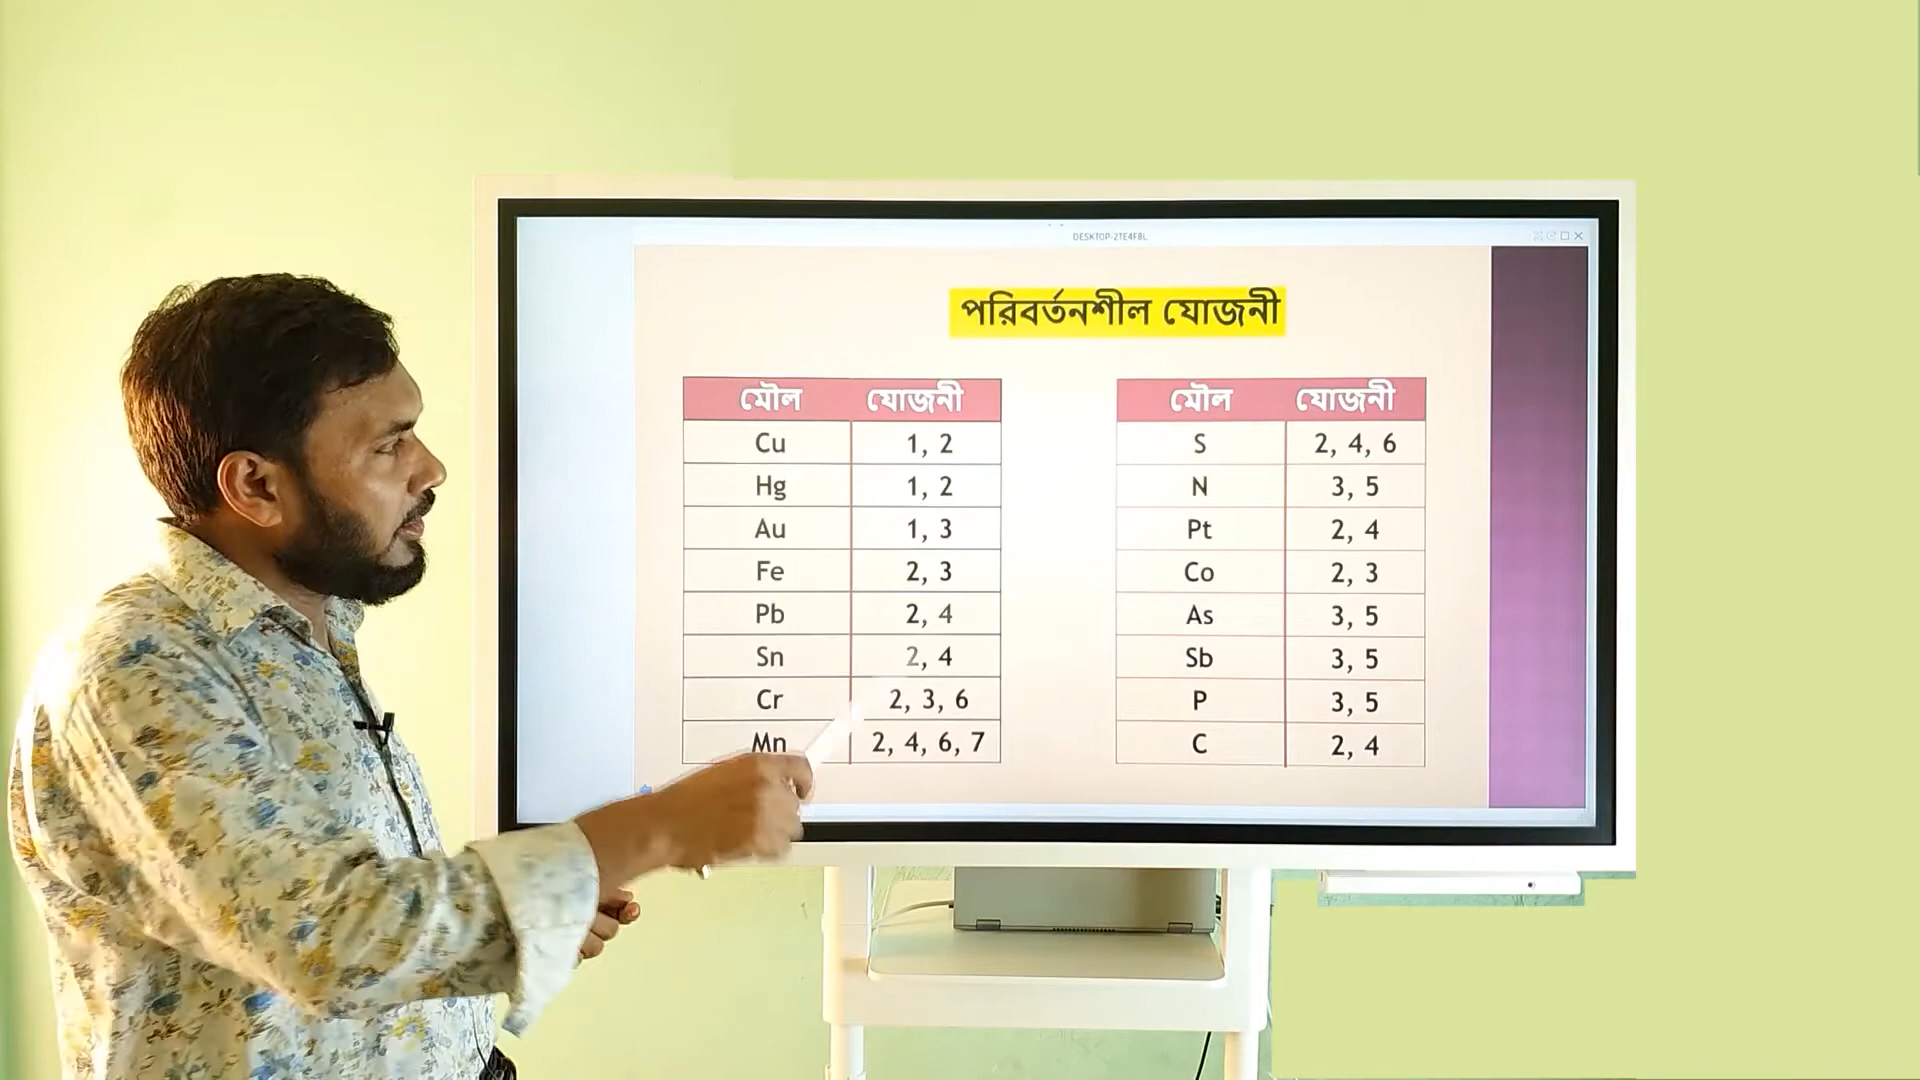 DESKTOP-2TE4F8L
পরিবর্তনশীল যোজনী
মৌল যোজনী
Cu 1, 2
Hg 1, 2
Au 1, 3
Fe 2, 3
Pb 2, 4
Sn 2, 4
Cr 2, 3, 6
Mn 2, 4, 6, 7
মৌল যোজনী
S 2, 4, 6
N 3, 5
Pt 2, 4
Co 2, 3
As 3, 5
Sb 3, 5
P 3, 5
C 2, 4